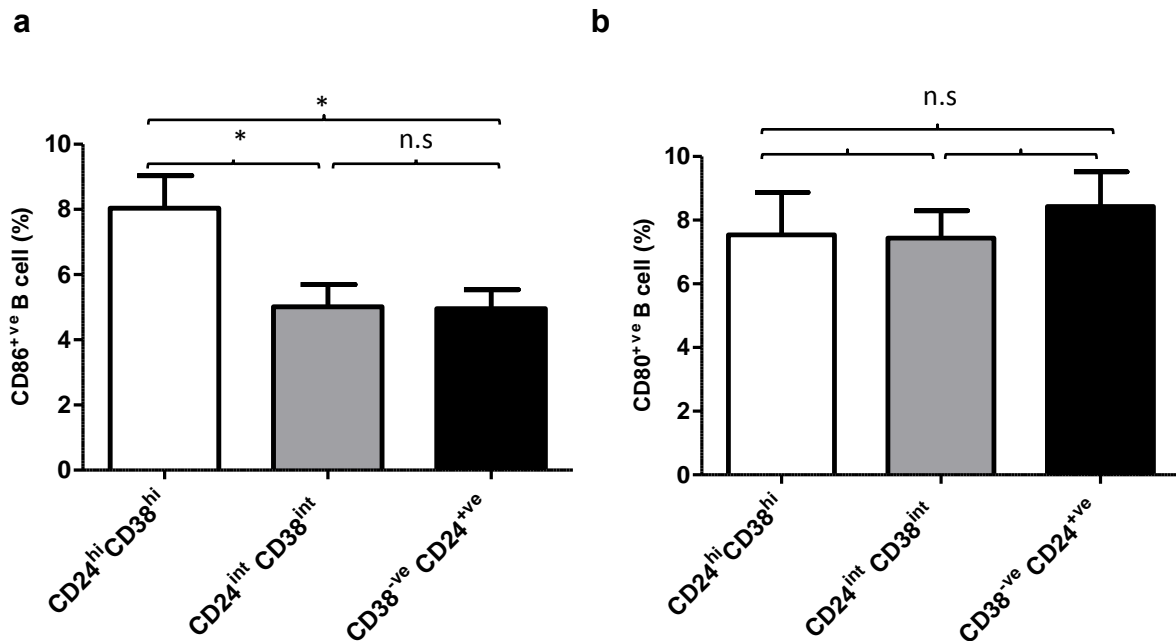 a
*
*
n.s
10
8
6
4
2
0
CD86+ve B cell (%)
CD24hiCD38hi
CD24int CD38int
CD38-ve CD24+ve
b
n.s
10
8
6
4
2
0
CD80+ve B cell (%)
CD24hiCD38hi
CD24int CD38int
CD38-ve CD24+ve